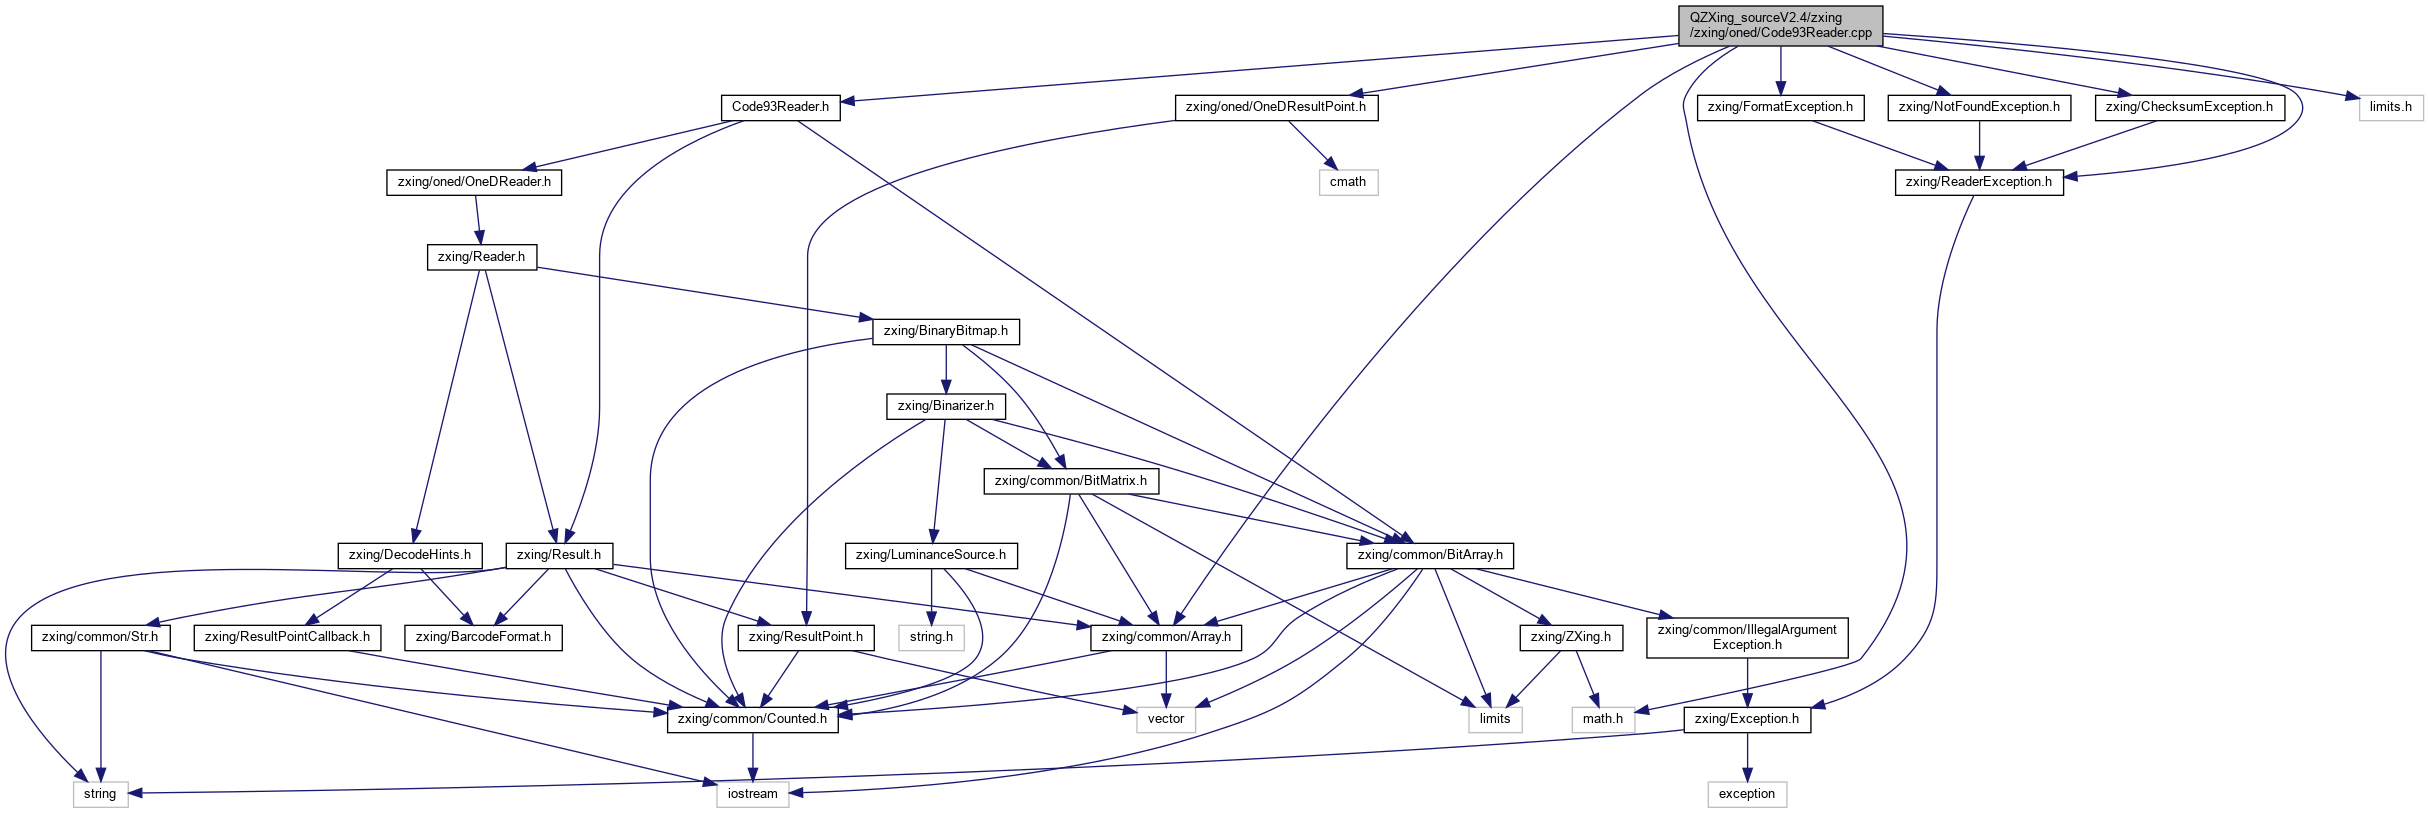 QZXing_sourceV2.4/zxing
/zxing/oned/Code93Reader.cpp
Code93Reader.h
zxing/oned/OneDResultPoint.h
zxing/FormatException.h
zxing/NotFoundException.h
zxing/ChecksumException.h
limits.h
zxing/oned/OneDReader.h
cmath
zxing/ReaderException.h
zxing/Reader.h
zxing/BinaryBitmap.h
zxing/Binarizer.h
zxing/common/BitMatrix.h
zxing/DecodeHints.h
zxing/Result.h
zxing/LuminanceSource.h
zxing/common/BitArray.h
zxing/common/Str.h
zxing/ResultPointCallback.h
zxing/BarcodeFormat.h
zxing/ResultPoint.h
string.h
zxing/common/Array.h
zxing/ZXing.h
zxing/common/IllegalArgument
Exception.h
zxing/common/Counted.h
vector
limits
math.h
zxing/Exception.h
string
iostream
exception